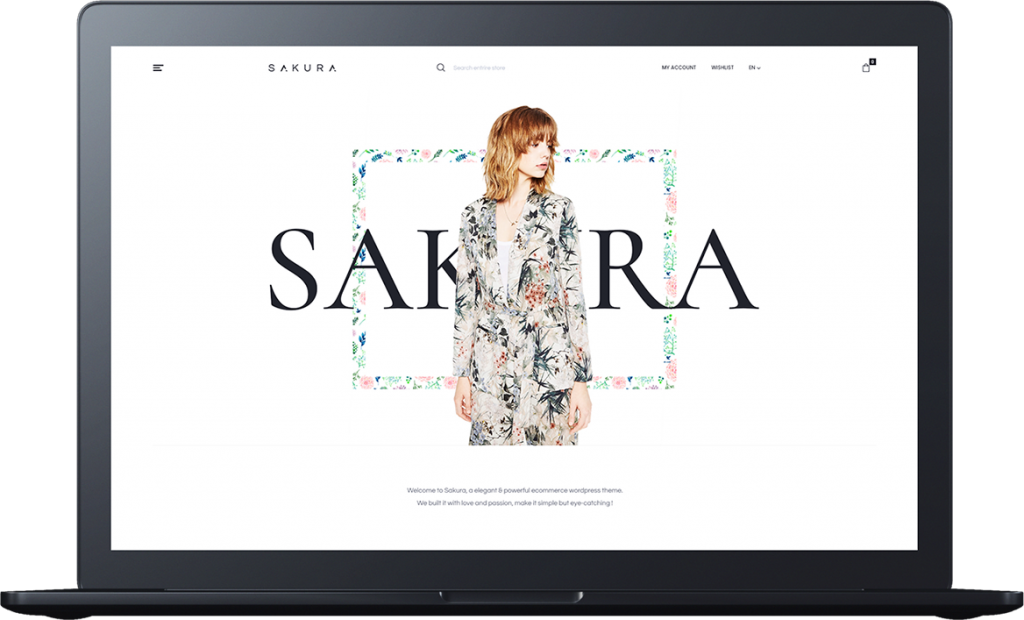 SAKURA
Search entire store
MY ACCOUNT
WISHLIST
EN
0
SAKURA
Welcome to Sakura, a elegant & powerful ecommerce wordpress theme.
We built it with love and passion, make it simple but eye-catching !